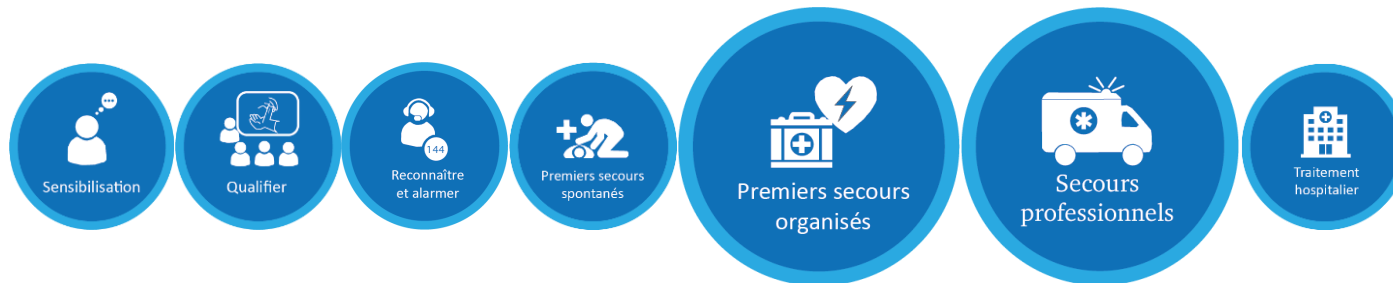 Sensibilisation
Qualifier
144
Reconnaître
et alarmer
Premiers secours
spontanés
Premiers secours
organisés
Secours
professionnels
Traitement
hospitalier